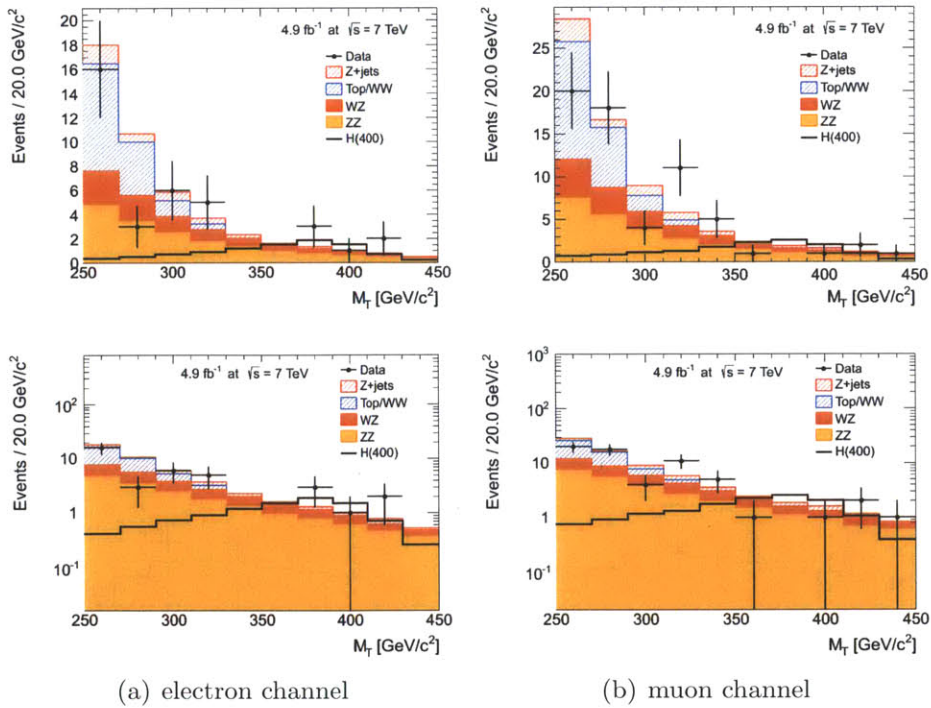 4.9 fb⁻¹ at √s = 7 TeV
Data
Z+jets
Top/WW
WZ
ZZ
H(400)
Events / 20.0 GeV/c²
20
18
16
14
12
10
8
6
4
2
0
250 300 350 400 450
M_T [GeV/c²]
4.9 fb⁻¹ at √s = 7 TeV
Data
Z+jets
Top/WW
WZ
ZZ
H(400)
Events / 20.0 GeV/c²
25
20
15
10
5
0
250 300 350 400 450
M_T [GeV/c²]
4.9 fb⁻¹ at √s = 7 TeV
Data
Z+jets
Top/WW
WZ
ZZ
H(400)
Events / 20.0 GeV/c²
10²
10
1
10⁻¹
250 300 350 400 450
M_T [GeV/c²]
(a) electron channel
4.9 fb⁻¹ at √s = 7 TeV
Data
Z+jets
Top/WW
WZ
ZZ
H(400)
Events / 20.0 GeV/c²
10³
10²
10
1
10⁻¹
250 300 350 400 450
M_T [GeV/c²]
(b) muon channel